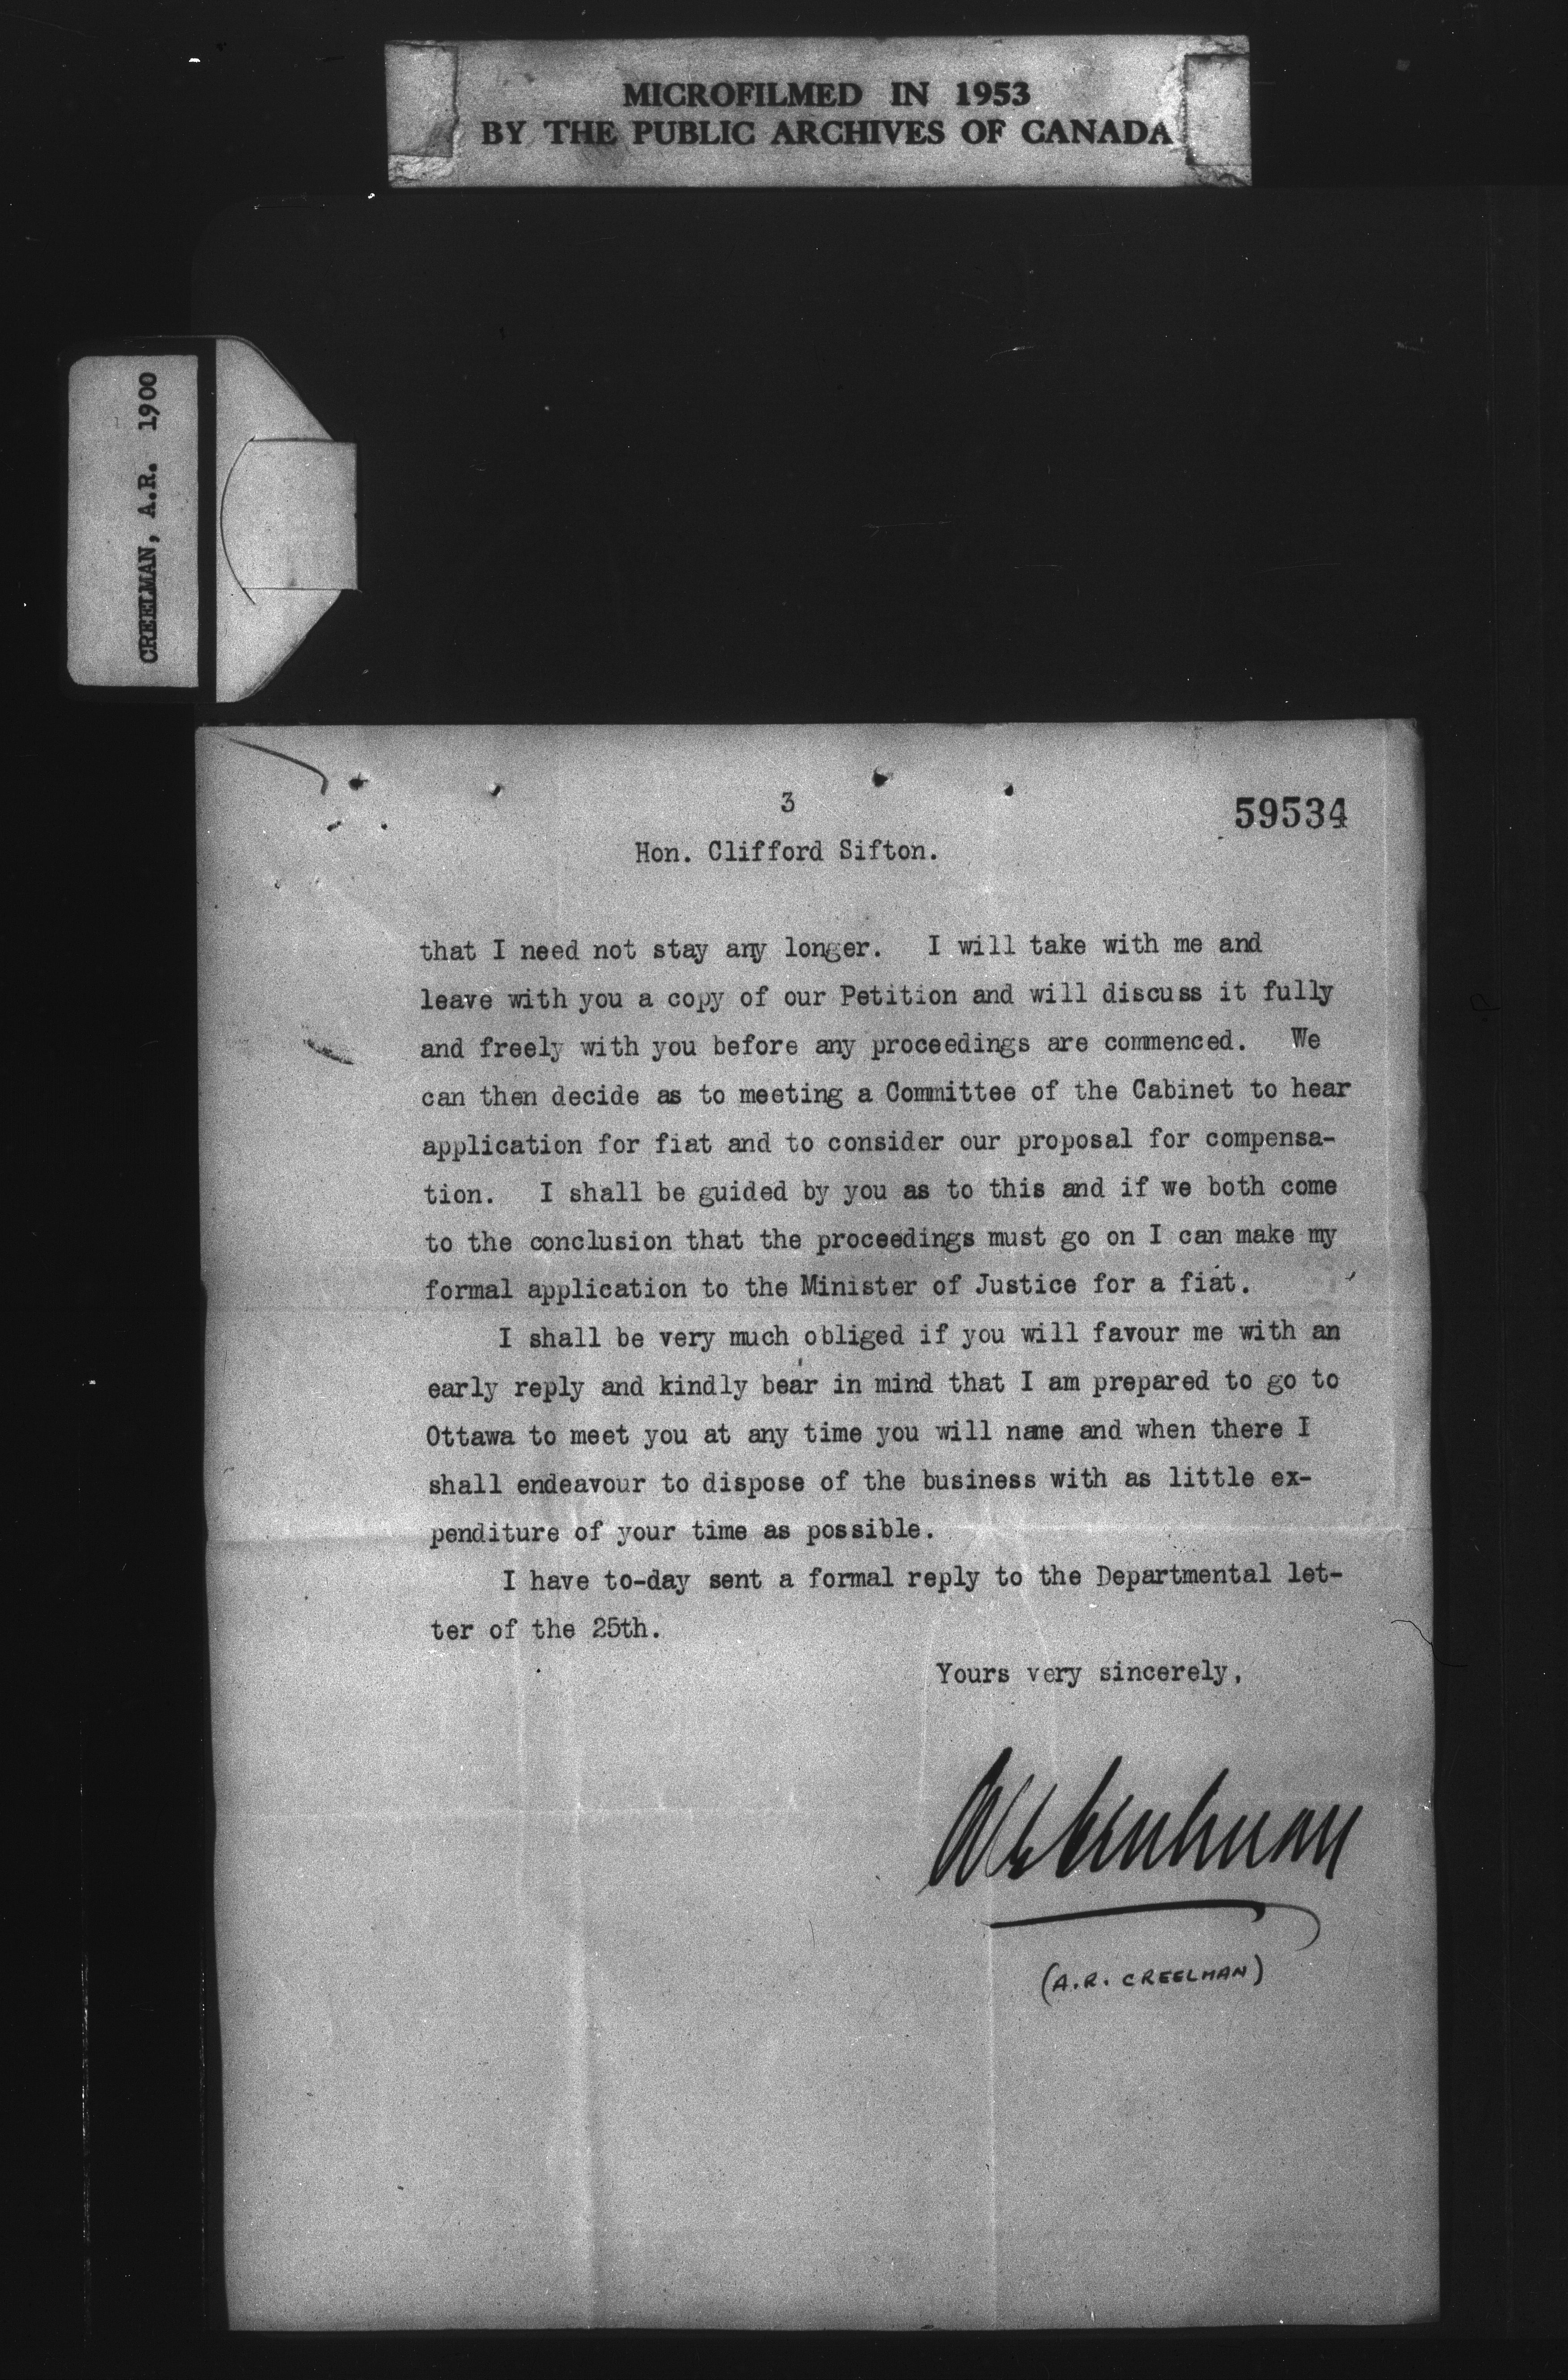 MICROFILMED IN 1953
BY THE PUBLIC ARCHIVES OF CANADA
CREELMAN, A.R. 1900
3
59534
Hon. Clifford Sifton.
that I need not stay any longer. I will take with me and
leave with you a copy of our Petition and will discuss it fully
and freely with you before any proceedings are commenced. We
can then decide as to meeting a Committee of the Cabinet to hear
application for fiat and to consider our proposal for compensa-
tion. I shall be guided by you as to this and if we both come
to the conclusion that the proceedings must go on I can make my
formal application to the Minister of Justice for a fiat.
I shall be very much obliged if you will favour me with an
early reply and kindly bear in mind that I am prepared to go to
Ottawa to meet you at any time you will name and when there I
shall endeavour to dispose of the business with as little ex-
penditure of your time as possible.
I have to-day sent a formal reply to the Departmental let-
ter of the 25th.
Yours very sincerely,
AR Creelman
(A.R. CREELMAN)